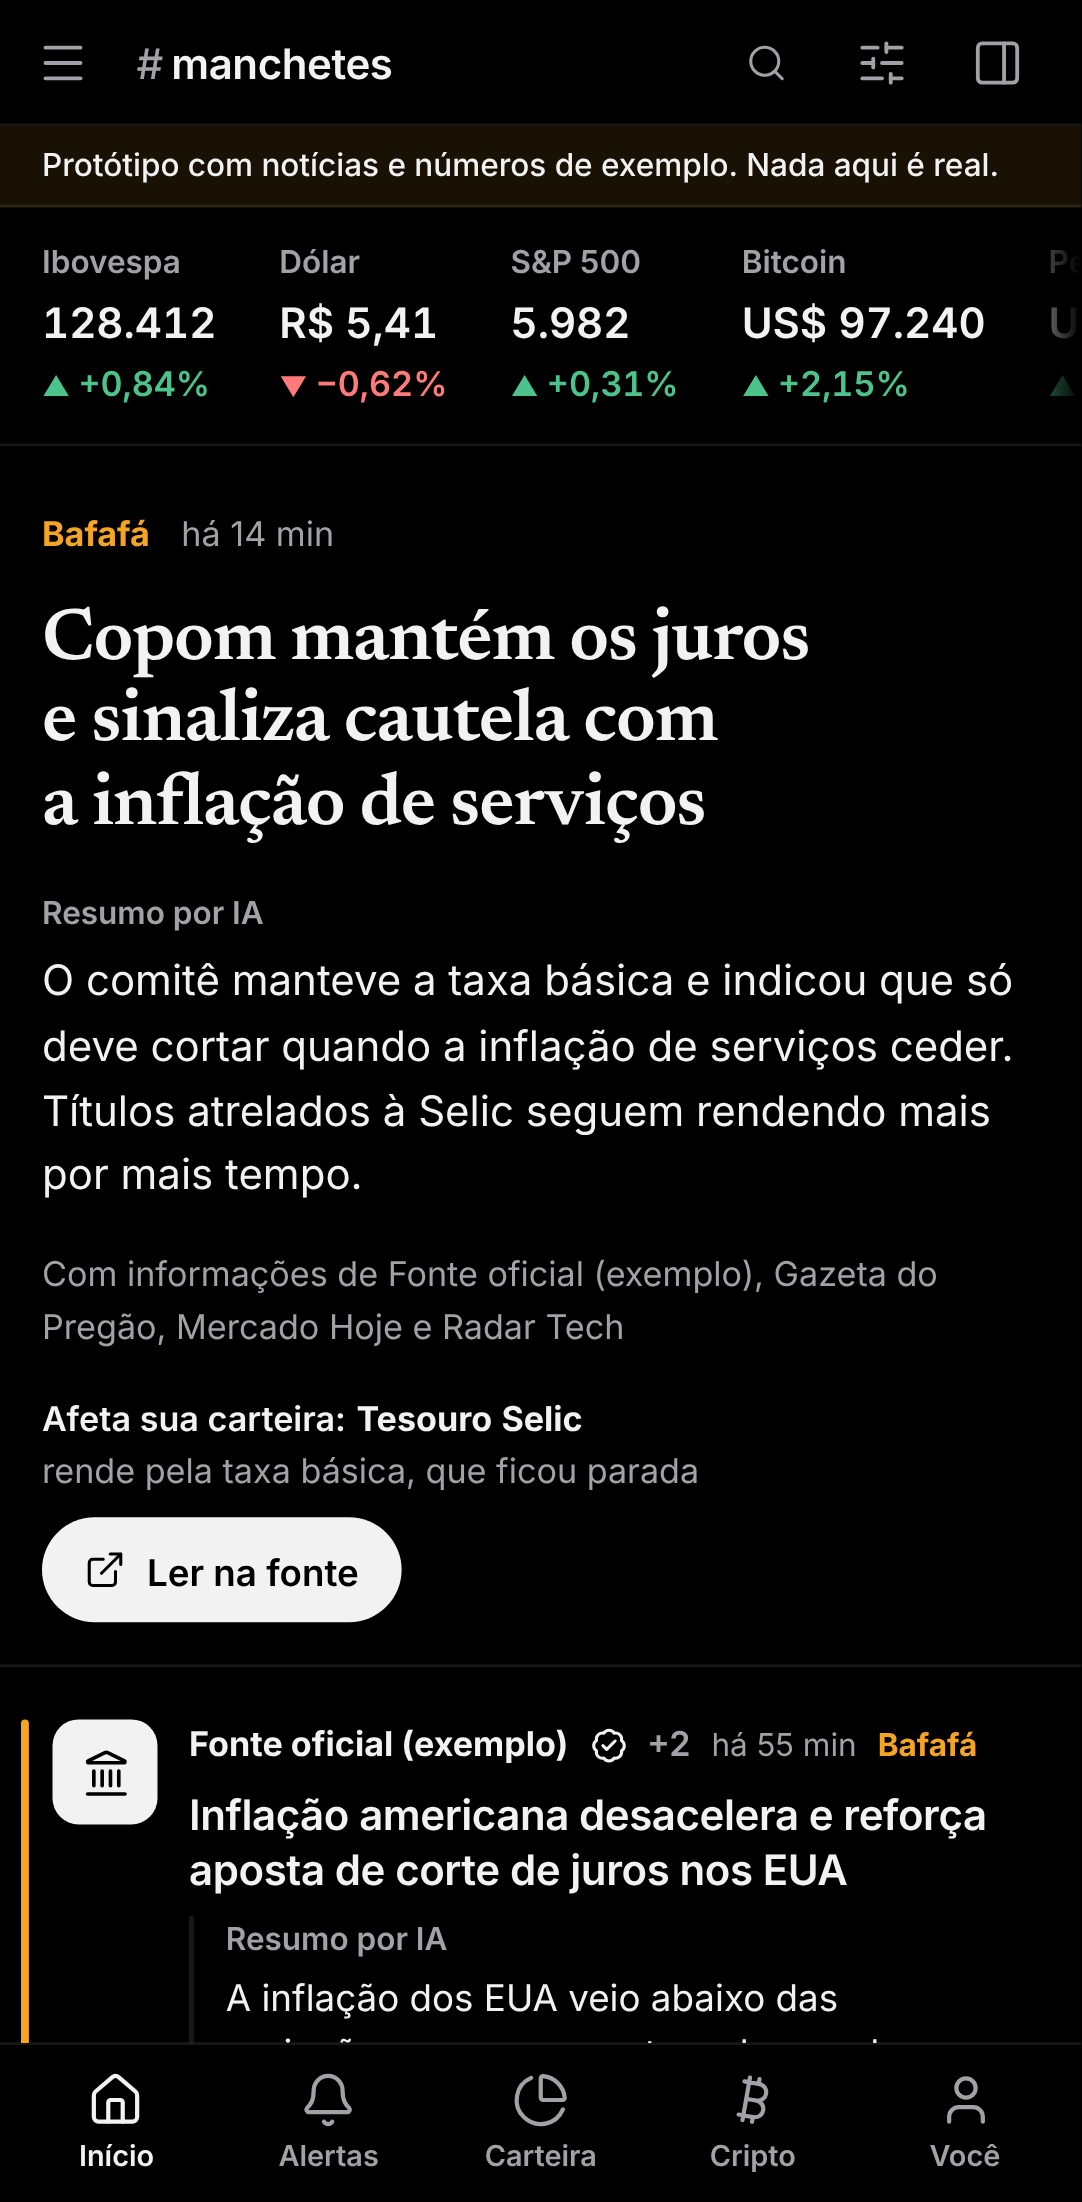 # manchetes
Protótipo com notícias e números de exemplo. Nada aqui é real.
Ibovespa Dólar S&P 500 Bitcoin
128.412 R$ 5,41 5.982 US$ 97.240
▲ +0,84% ▼ −0,62% ▲ +0,31% ▲ +2,15%
Bafafá há 14 min
Copom mantém os juros
e sinaliza cautela com
a inflação de serviços
Resumo por IA
O comitê manteve a taxa básica e indicou que só
deve cortar quando a inflação de serviços ceder.
Títulos atrelados à Selic seguem rendendo mais
por mais tempo.
Com informações de Fonte oficial (exemplo), Gazeta do
Pregão, Mercado Hoje e Radar Tech
Afeta sua carteira: Tesouro Selic
rende pela taxa básica, que ficou parada
Ler na fonte
Fonte oficial (exemplo) +2 há 55 min Bafafá
Inflação americana desacelera e reforça
aposta de corte de juros nos EUA
Resumo por IA
A inflação dos EUA veio abaixo das
Início Alertas Carteira Cripto Você